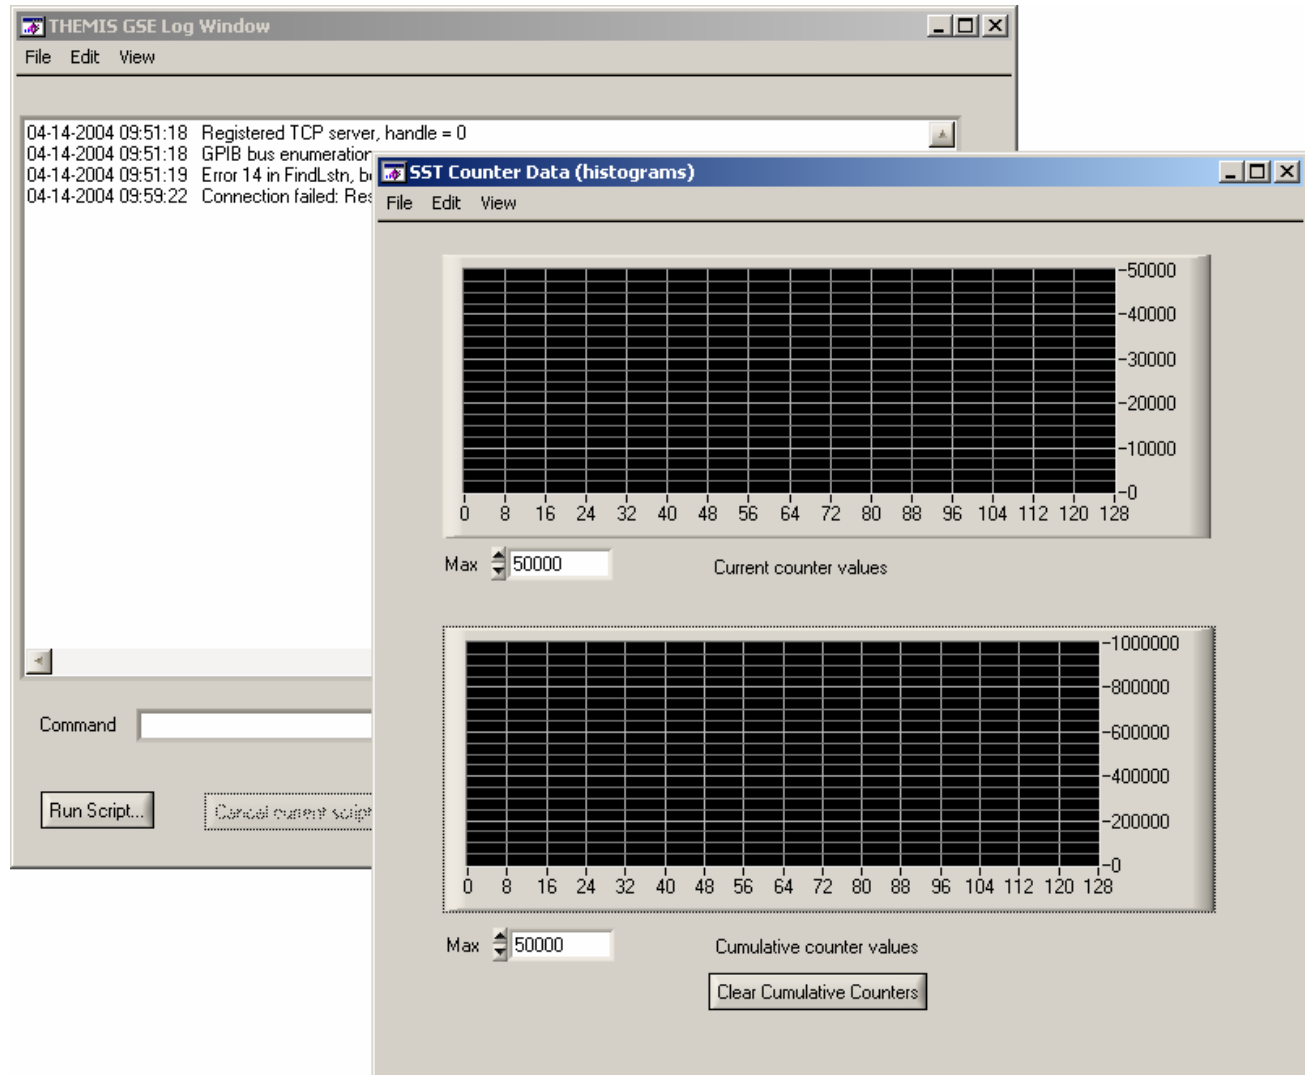 THEMIS GSE Log Window
File Edit View
04-14-2004 09:51:18 Registered TCP server, handle = 0
04-14-2004 09:51:18 GPIB bus enumeration
04-14-2004 09:51:19 Error 14 in FindLstn,
04-14-2004 09:59:22 Connection failed:
Command
Run Script...
Cancel current script
SST Counter Data (histograms)
File Edit View
50000
40000
30000
20000
10000
0
0 8 16 24 32 40 48 56 64 72 80 88 96 104 112 120 128
Max 50000 Current counter values
1000000
800000
600000
400000
200000
0
0 8 16 24 32 40 48 56 64 72 80 88 96 104 112 120 128
Max 50000 Cumulative counter values
Clear Cumulative Counters